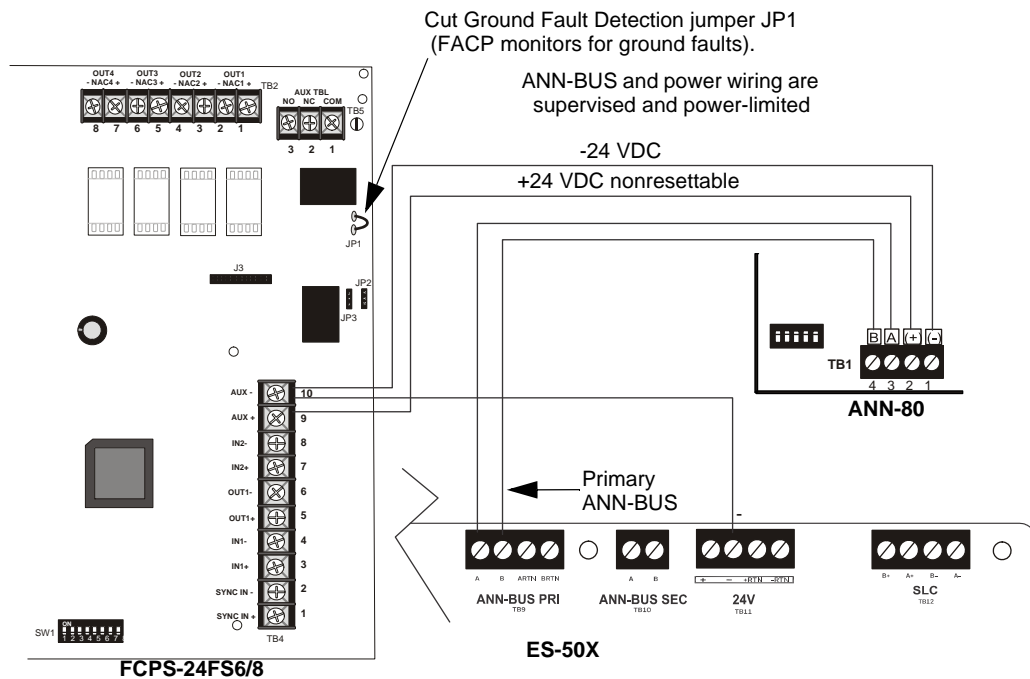 Cut Ground Fault Detection jumper JP1
(FACP monitors for ground faults).
ANN-BUS and power wiring are
supervised and power-limited
OUT4 OUT3 OUT2 OUT1
- NAC4 + - NAC3 + - NAC2 + - NAC1 +
TB2
8 7 6 5 4 3 2 1
AUX TBL
NO NC COM
TB5
3 2 1
-24 VDC
+24 VDC nonresettable
JP1
J3
JP2
JP3
B A (+) (-)
TB1
4 3 2 1
ANN-80
AUX - 10
AUX + 9
IN2- 8
IN2+ 7
OUT1- 6
OUT1+ 5
IN1- 4
IN1+ 3
SYNC IN - 2
SYNC IN + 1
TB4
Primary
ANN-BUS
-
A B ARTN BRTN
ANN-BUS PRI
TB9
A B
ANN-BUS SEC
TB10
+ - +RTN -RTN
24V
TB11
B+ A+ B- A-
SLC
TB12
SW1
ON
1 2 3 4 5 6 7
ES-50X
FCPS-24FS6/8